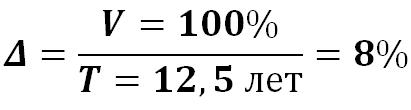 Δ = V = 100% / T = 12,5 лет = 8%